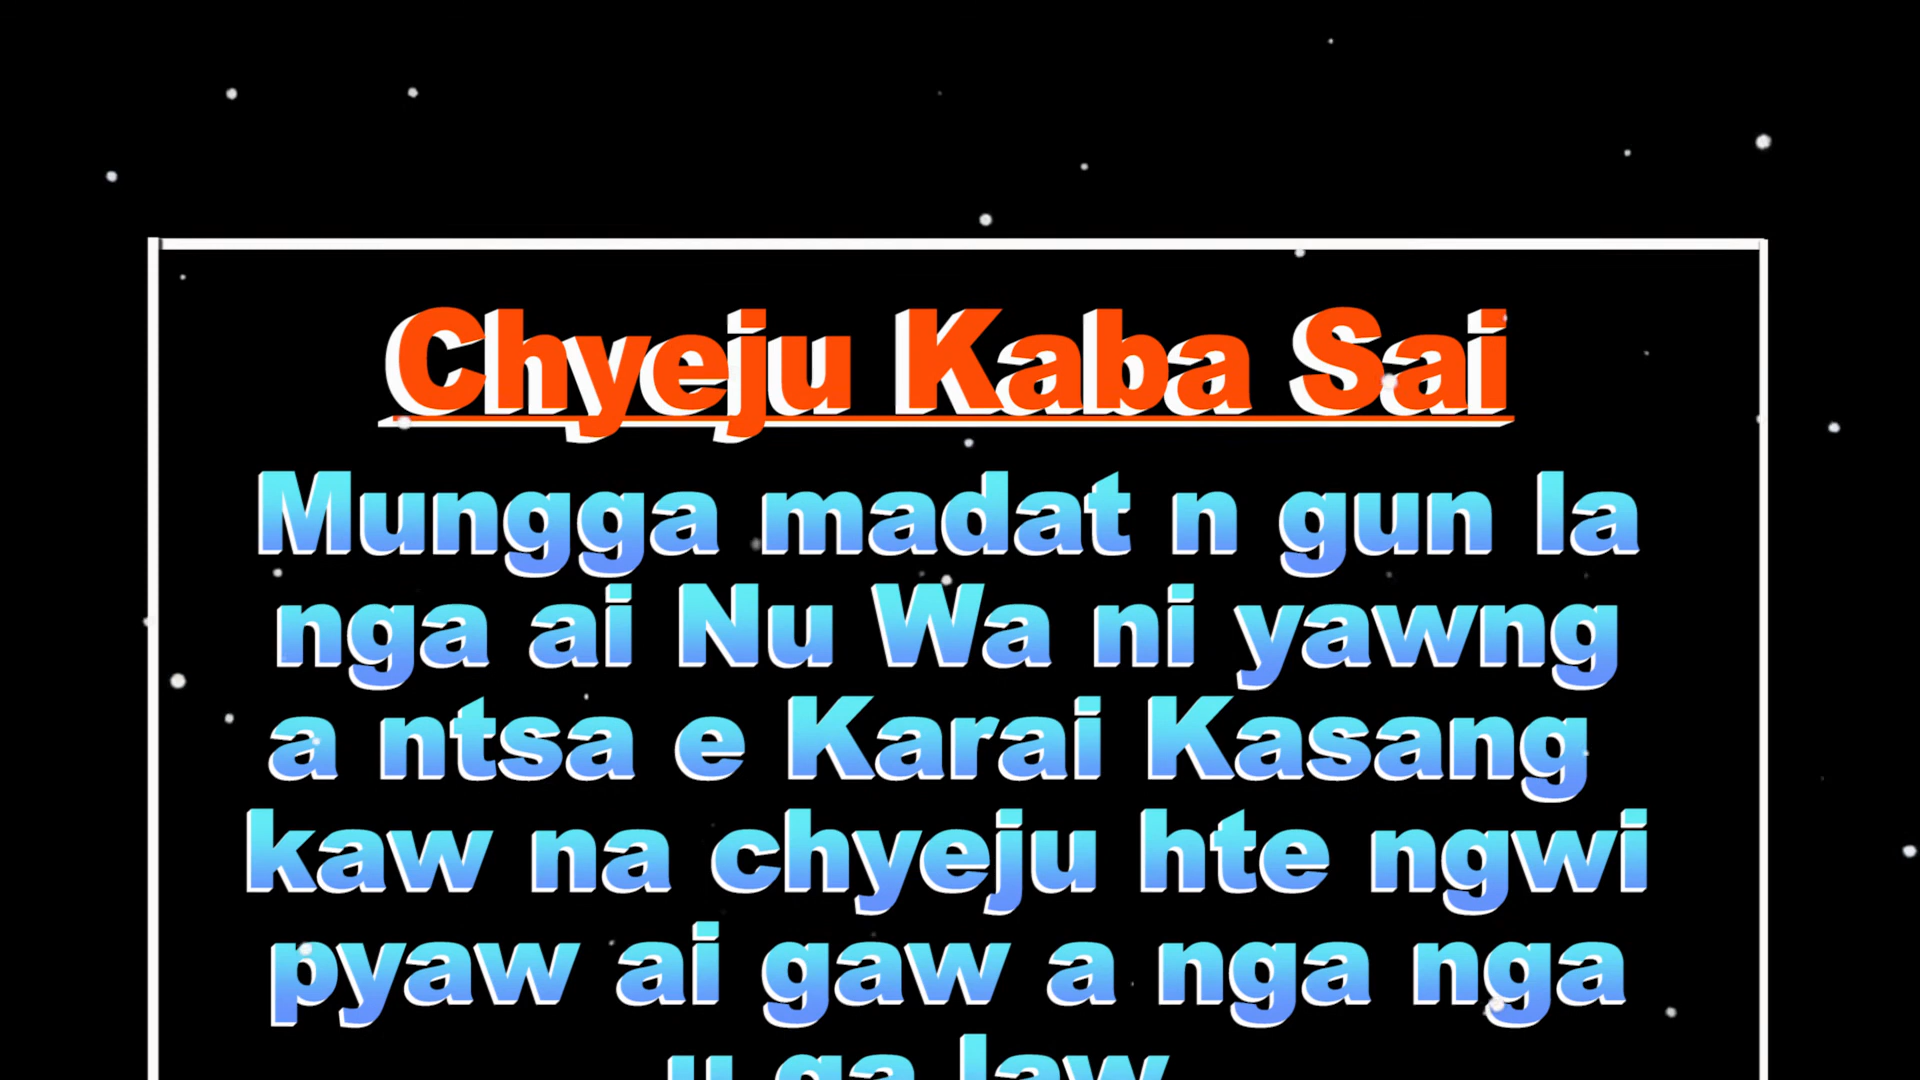 Chyeju Kaba Sai
Mungga madat n gun la
nga ai Nu Wa ni yawng
a ntsa e Karai Kasang
kaw na chyeju hte ngwi
pyaw ai gaw a nga nga
u ga law